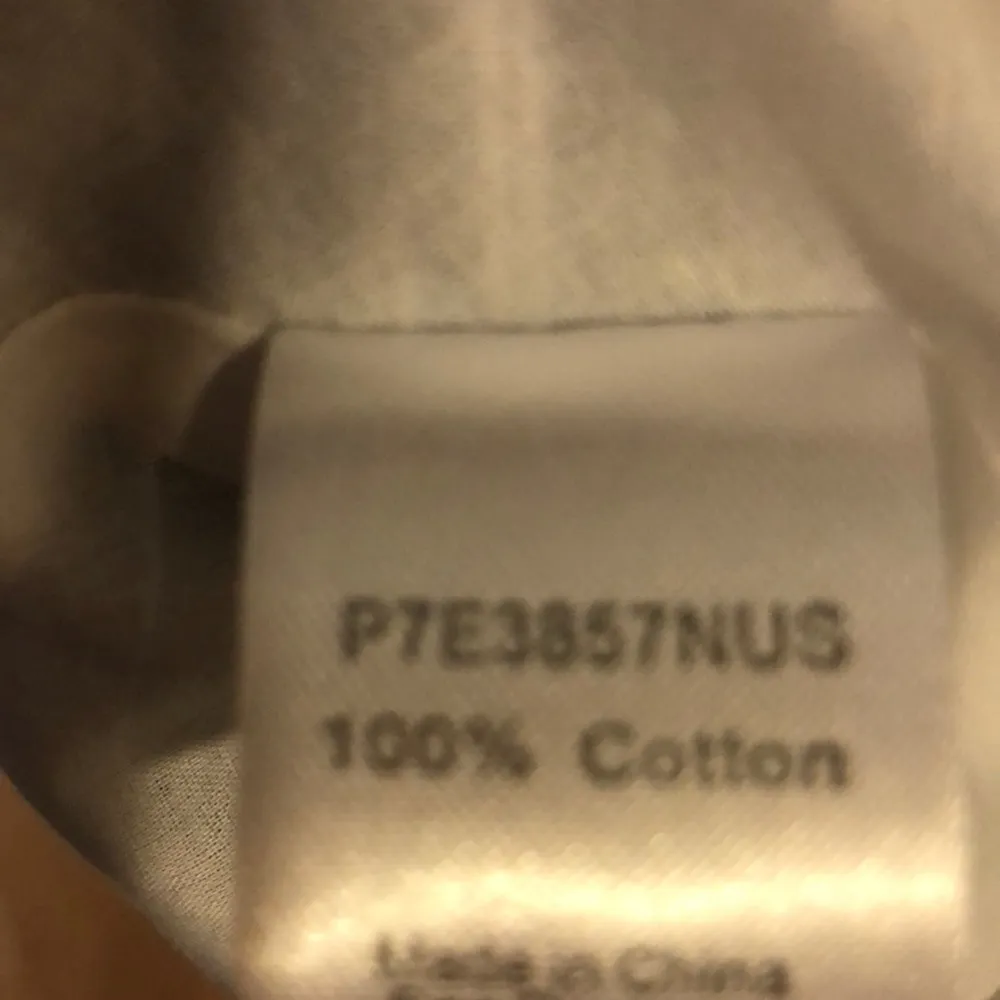 P7E3857NUS
100% Cotton
Made in China